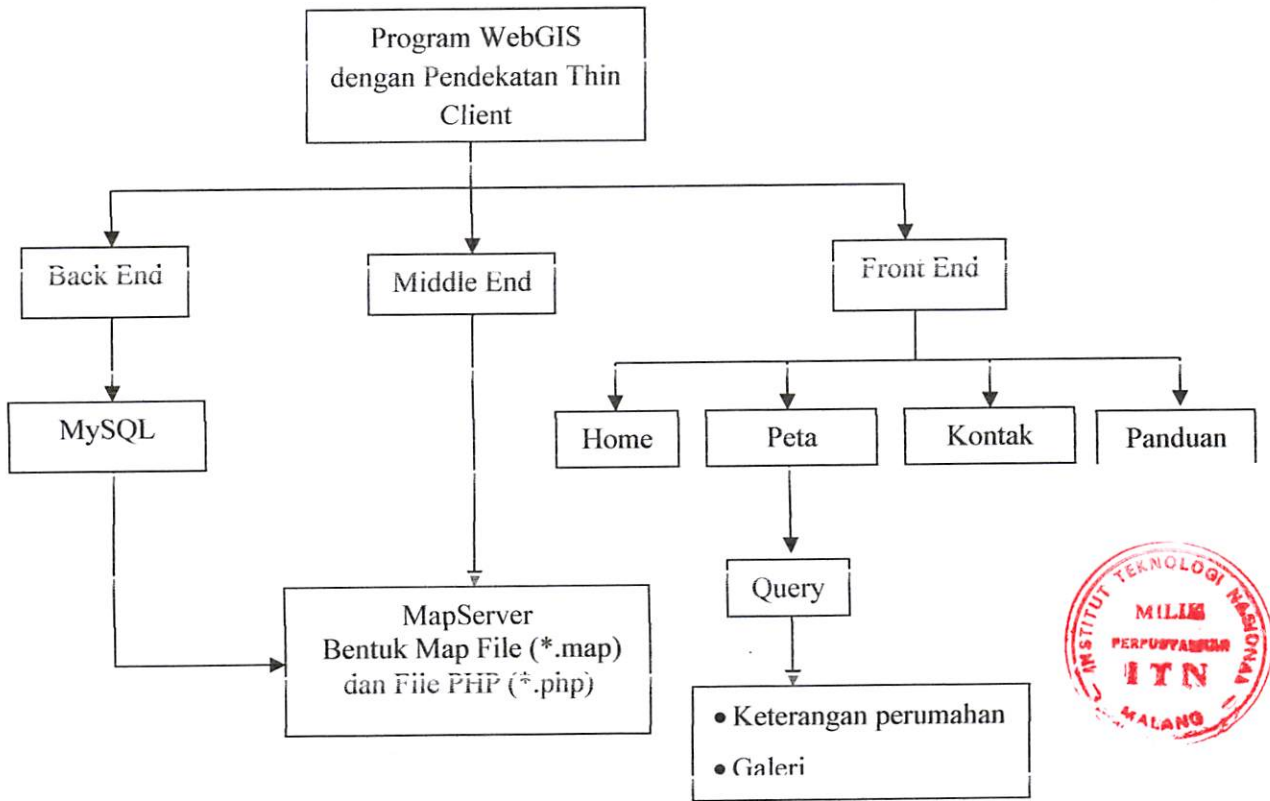 Program WebGIS
dengan Pendekatan Thin
Client
Back End
Middle End
Front End
MySQL
Home
Peta
Kontak
Panduan
MapServer
Bentuk Map File (*.map)
dan File PHP (*.php)
Query
• Keterangan perumahan
• Galeri
INSTITUT TEKNOLOGI NASIONAL
MILIK
PERPUSTAKAAN
ITN
MALANG